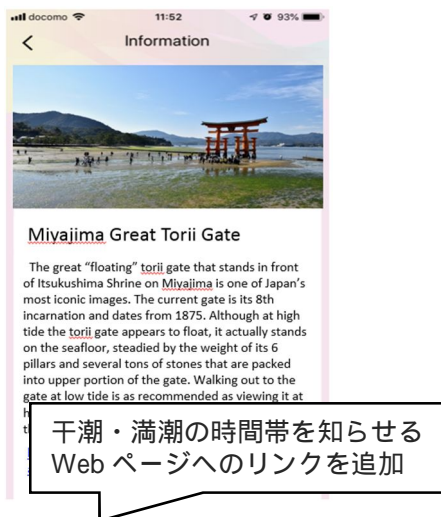 docomo 11:52 93%
Information
Miyajima Great Torii Gate
The great “floating” torii gate that stands in front
of Itsukushima Shrine on Miyajima is one of Japan’s
most iconic images. The current gate is its 8th
incarnation and dates from 1875. Although at high
tide the torii gate appears to float, it actually stands
on the seafloor, steadied by the weight of its 6
pillars and several tons of stones that are packed
into upper portion of the gate. Walking out to the
gate at low tide is as recommended as viewing it at
干潮・満潮の時間帯を知らせる
Web ページへのリンクを追加